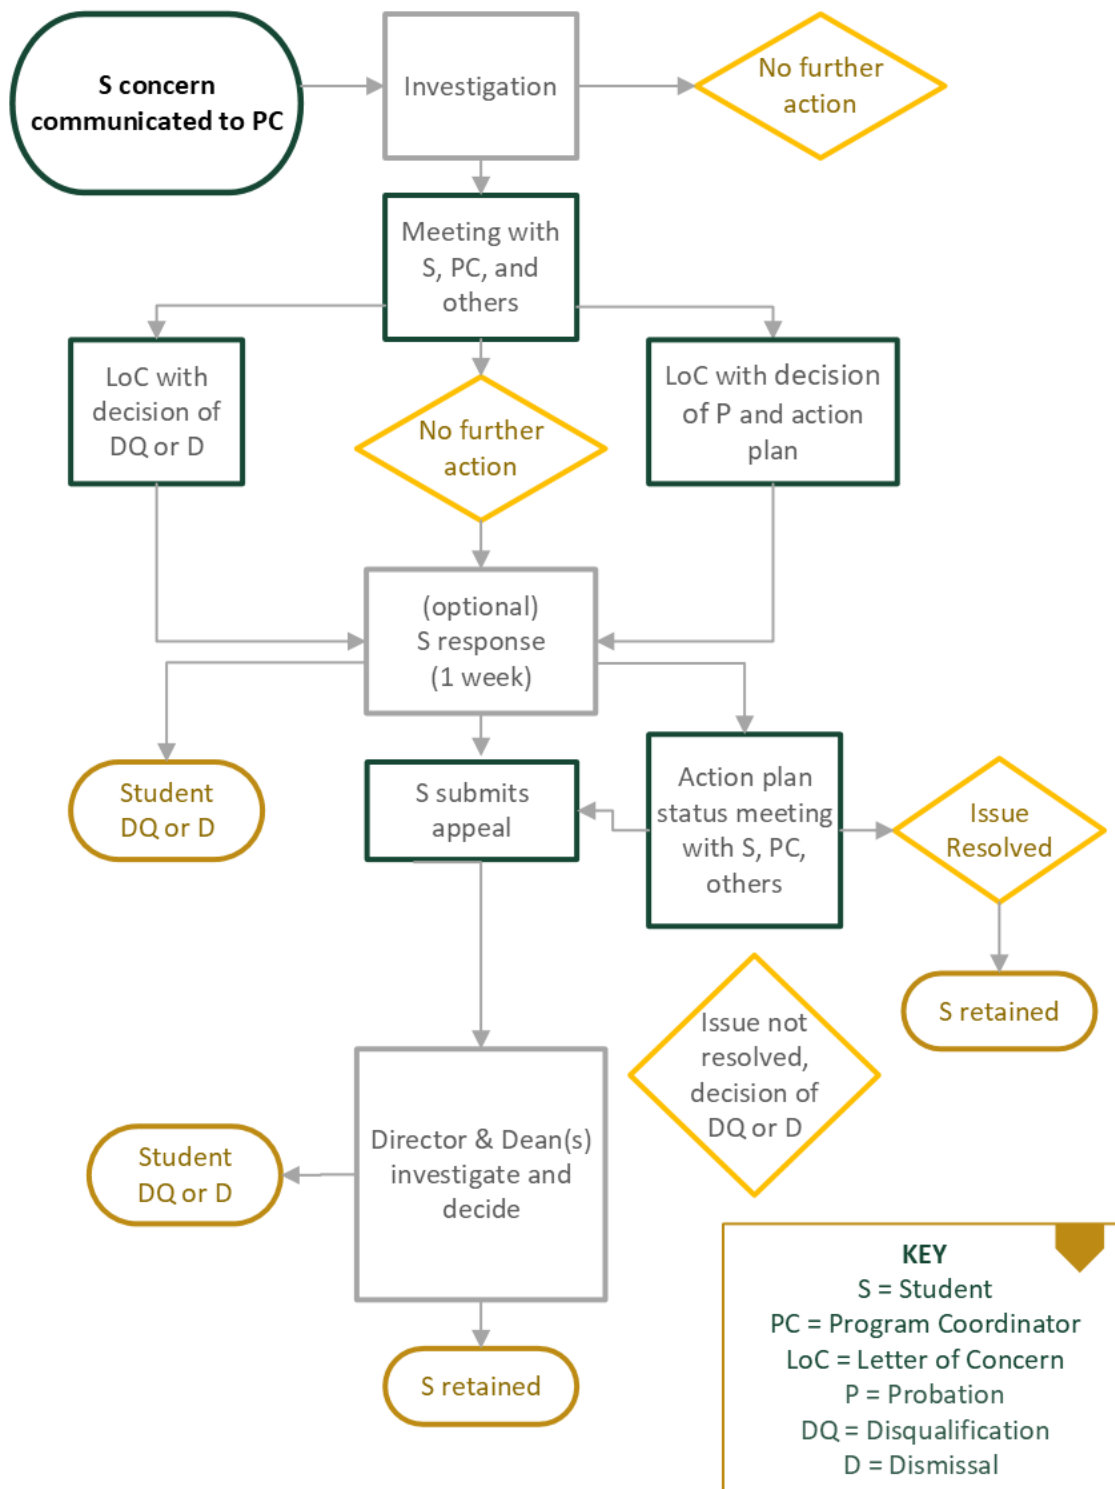 S concern
communicated to PC
Investigation
No further
action
Meeting with
S, PC, and
others
LoC with
decision of
DQ or D
No further
action
LoC with decision
of P and action
plan
(optional)
S response
(1 week)
Student
DQ or D
S submits
appeal
Action plan
status meeting
with S, PC,
others
Issue
Resolved
S retained
Issue not
resolved,
decision of
DQ or D
Director & Dean(s)
investigate and
decide
Student
DQ or D
S retained
KEY
S = Student
PC = Program Coordinator
LoC = Letter of Concern
P = Probation
DQ = Disqualification
D = Dismissal